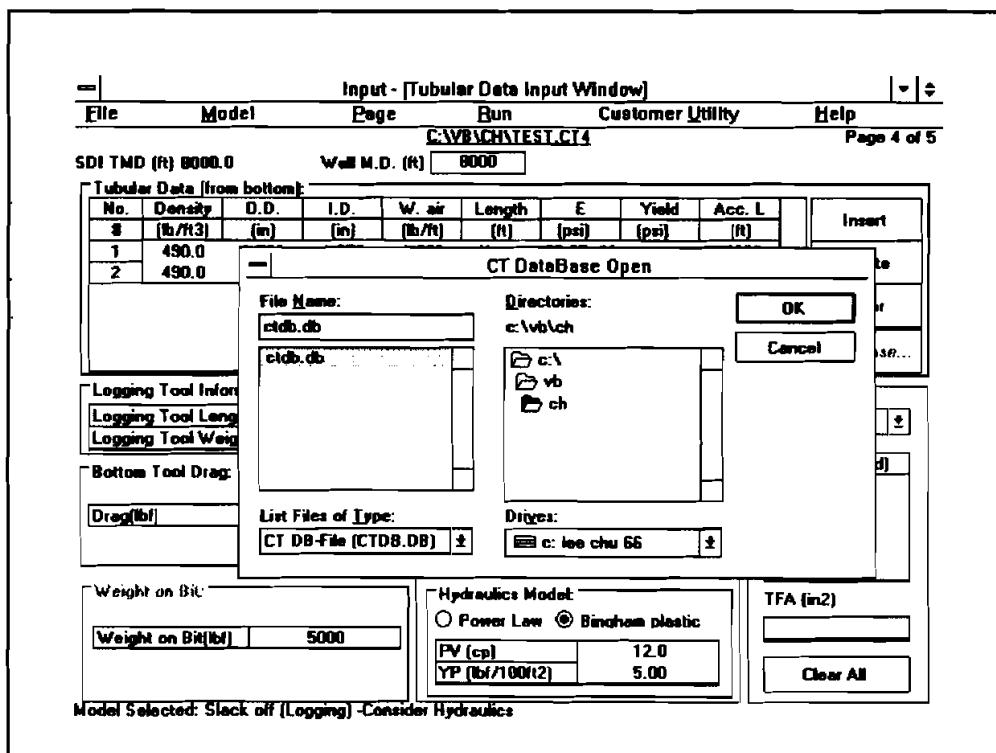 Input - [Tubular Data Input Window]
File Model Page Run Customer Utility Help
C:\VB\CH\TEST.CT4 Page 4 of 5
SDI TMD (ft) 8000.0 Well M.D. (ft) 8000
Tubular Data (from bottom):
No. Density O.D. I.D. W. air Length E Yield Acc. L
# (lb/ft3) (in) (in) (lb/ft) (ft) (psi) (psi) (ft)
1 490.0
2 490.0
Insert
CT DataBase Open
File Name:
ctdb.db
ctdb.db
List Files of Type:
CT DB-File (CTDB.DB)
Directories:
c:\vb\ch
c:\
vb
ch
Drives:
c: lee chu 66
OK
Cancel
Logging Tool
Logging Tool
Logging Tool
Bottom Tool Drag:
Drag(lbf)
Weight on Bit:
Weight on Bit(lbf) 5000
Hydraulics Model:
Power Law Bingham plastic
PV (cp) 12.0
YP (lbf/100ft2) 5.00
TFA (in2)
Clear All
Model Selected: Slack off (Logging) -Consider Hydraulics